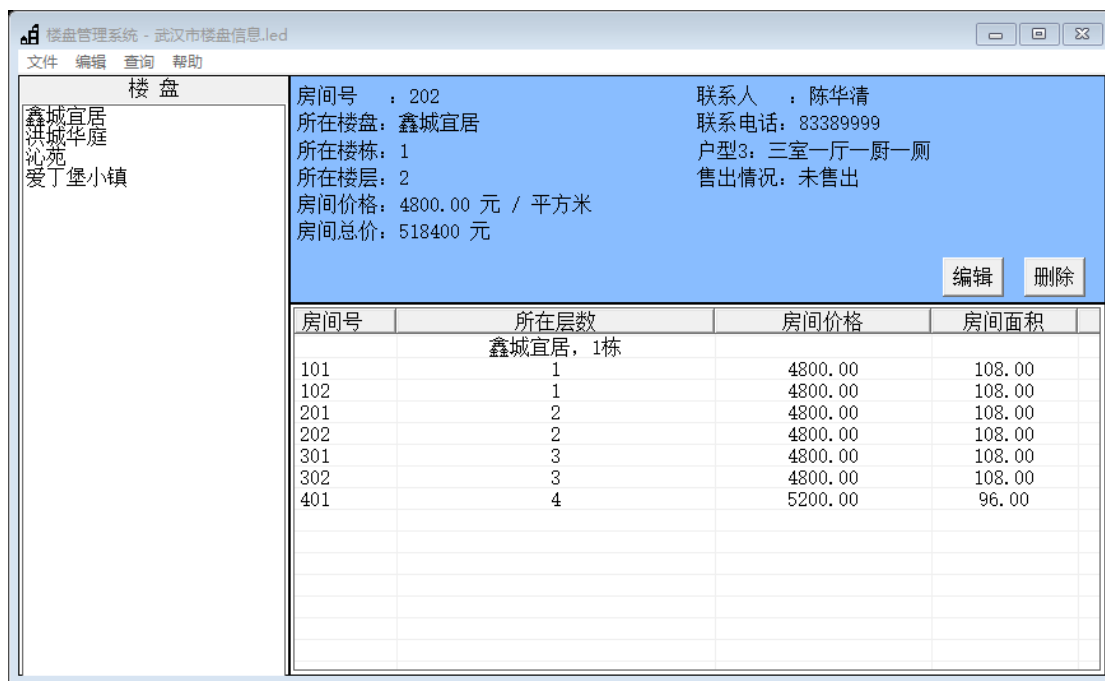 楼盘管理系统 - 武汉市楼盘信息.led
文件 编辑 查询 帮助
楼 盘
鑫城宜居
洪城华庭
沁苑
爱丁堡小镇
房间号 : 202
所在楼盘: 鑫城宜居
所在楼栋: 1
所在楼层: 2
房间价格: 4800.00 元 / 平方米
房间总价: 518400 元
联系人 : 陈华清
联系电话: 83389999
户型3: 三室一厅一厨一厕
售出情况: 未售出
编辑 删除
房间号 所在层数 房间价格 房间面积
鑫城宜居, 1栋
101 1 4800.00 108.00
102 1 4800.00 108.00
201 2 4800.00 108.00
202 2 4800.00 108.00
301 3 4800.00 108.00
302 3 4800.00 108.00
401 4 5200.00 96.00